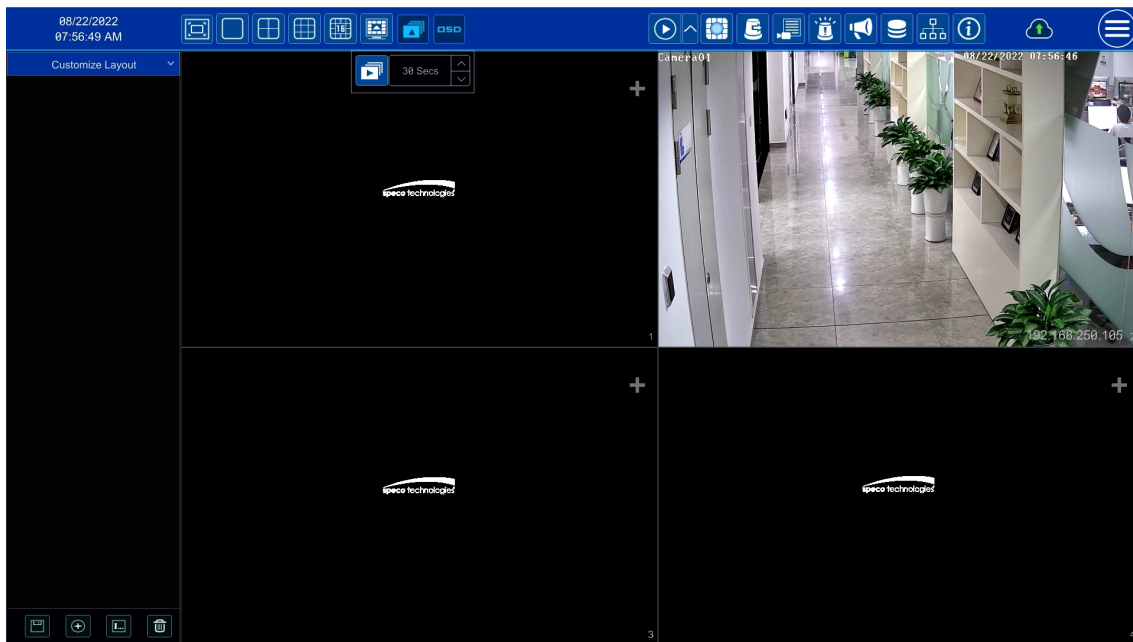 08/22/2022
07:56:49 AM
16
OSD
Customize Layout
30 Secs
Camera01
08/22/2022 07:56:46
speco technologies
1
192.168.250.105
speco technologies
speco technologies
3